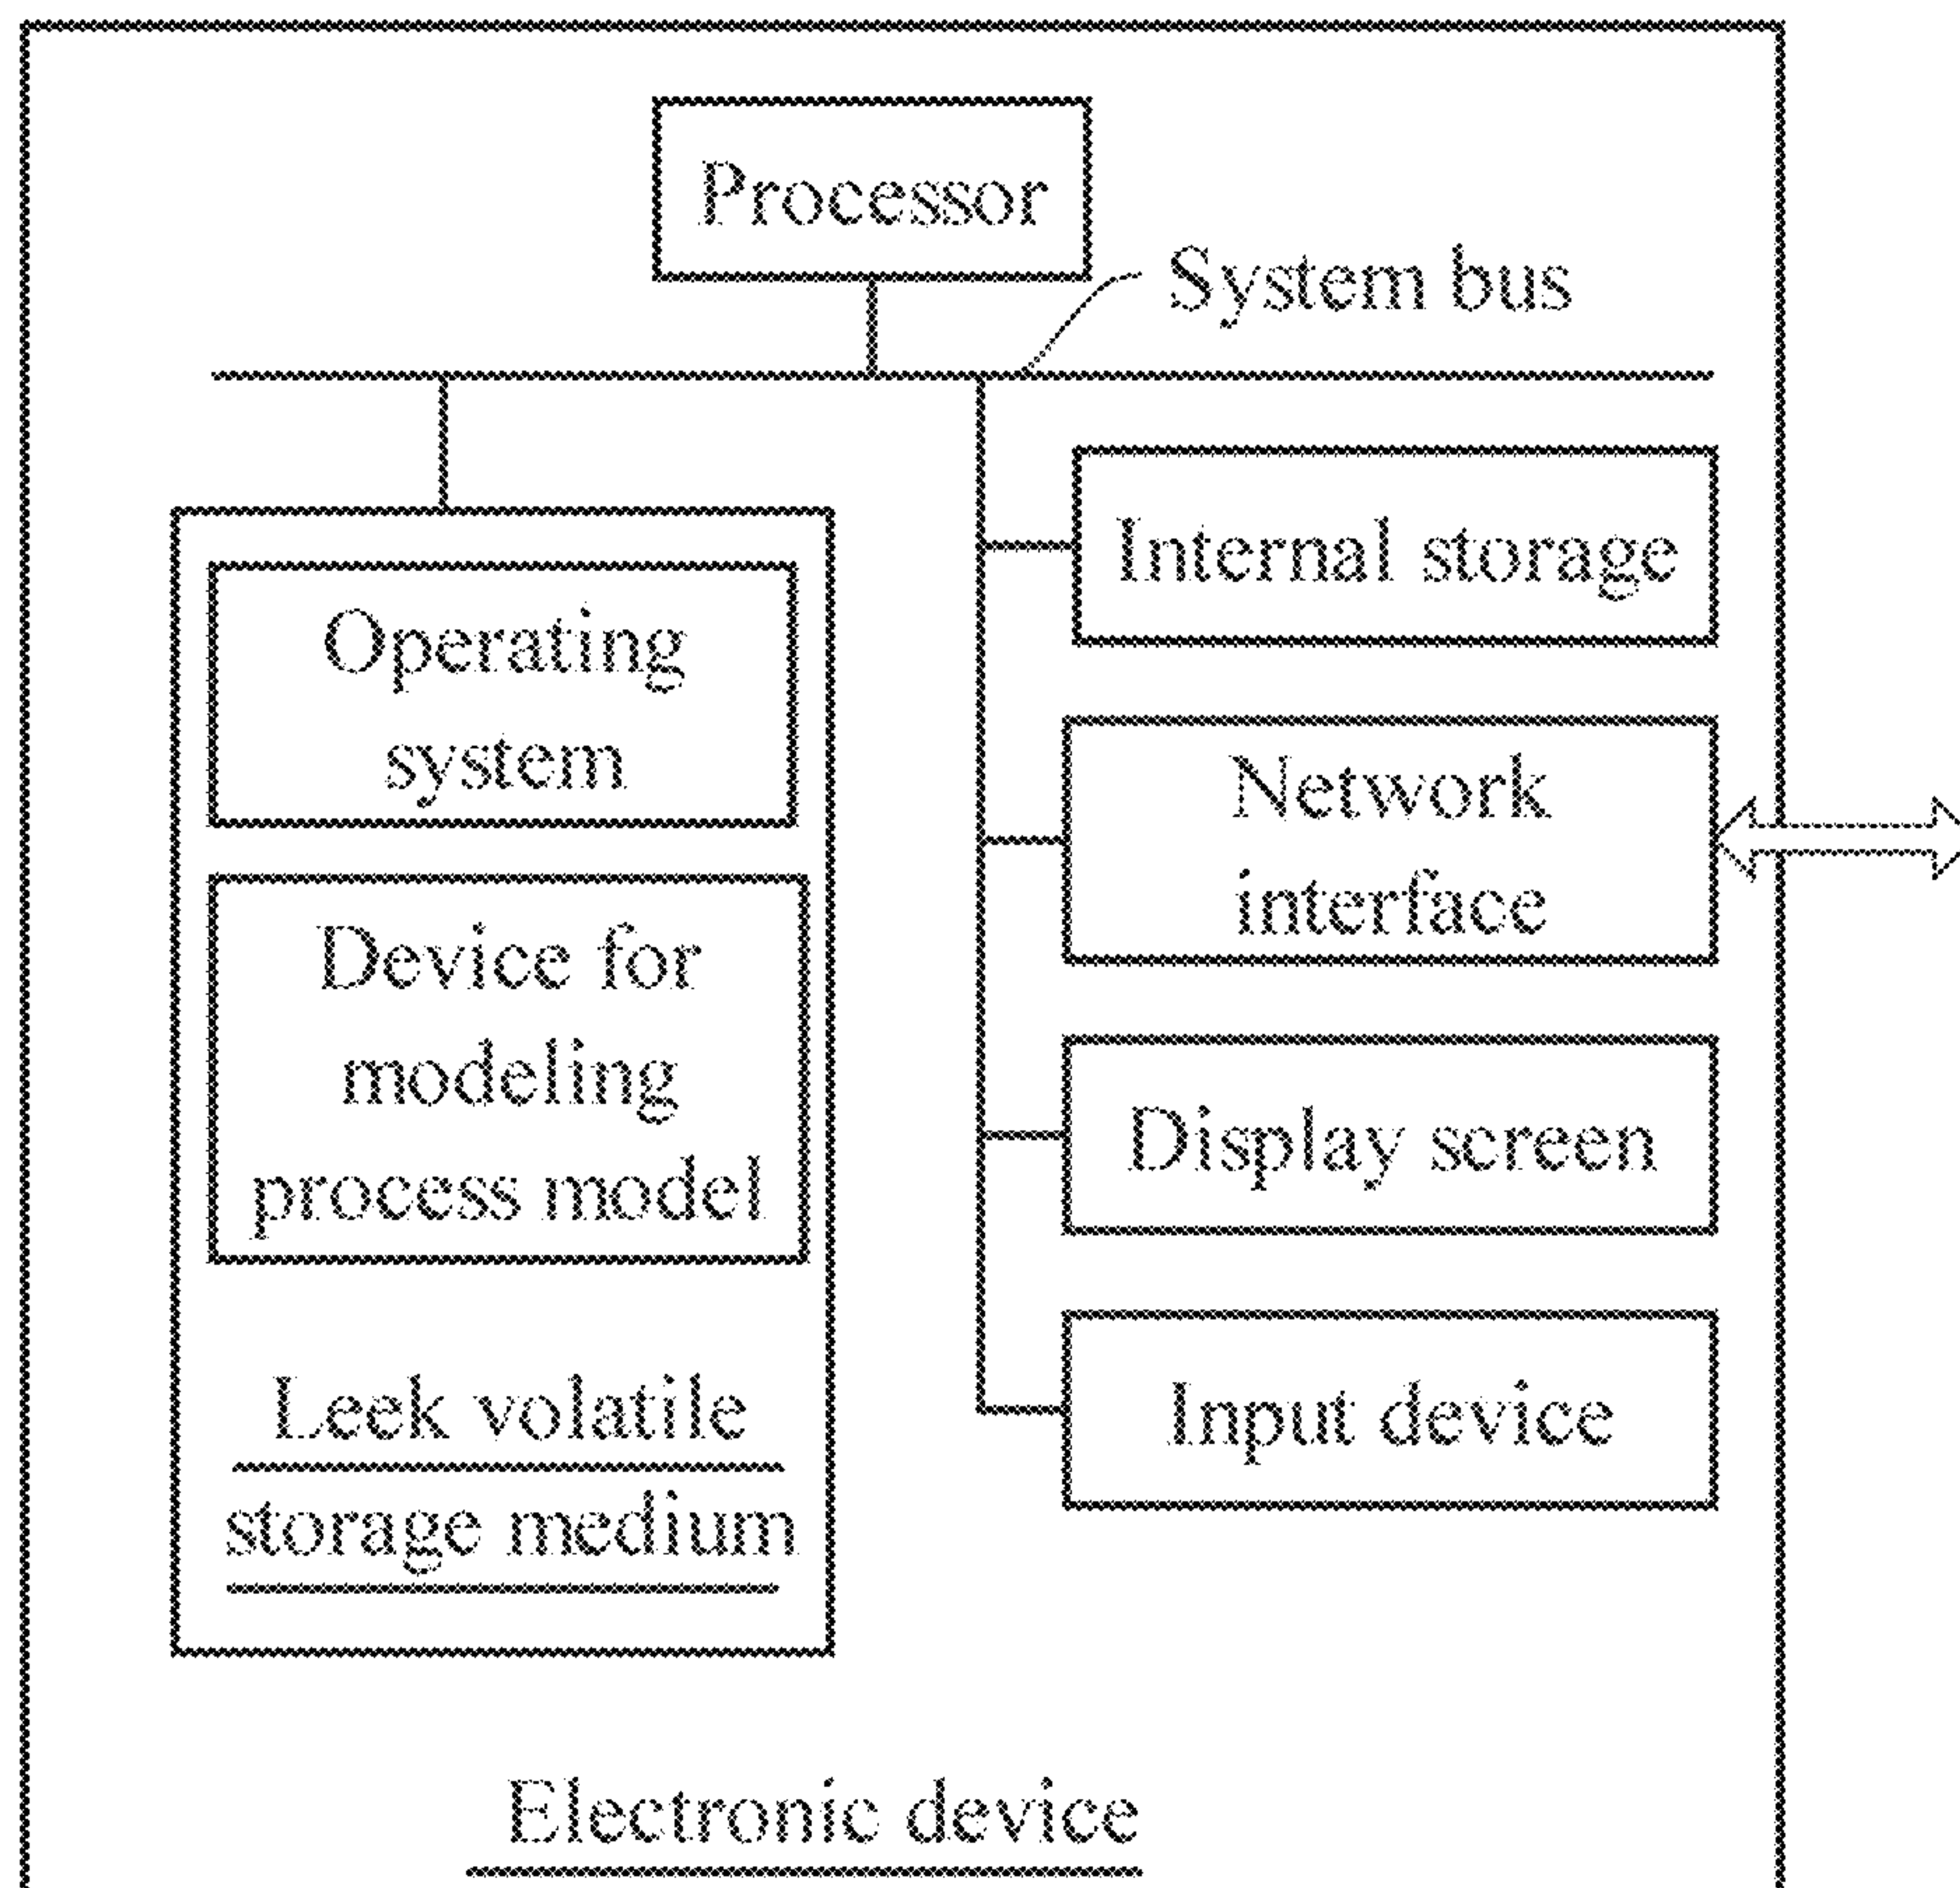 Processor
System bus
Operating
system
Device for
modeling
process model
Leek volatile
storage medium
Internal storage
Network
interface
Display screen
Input device
Electronic device